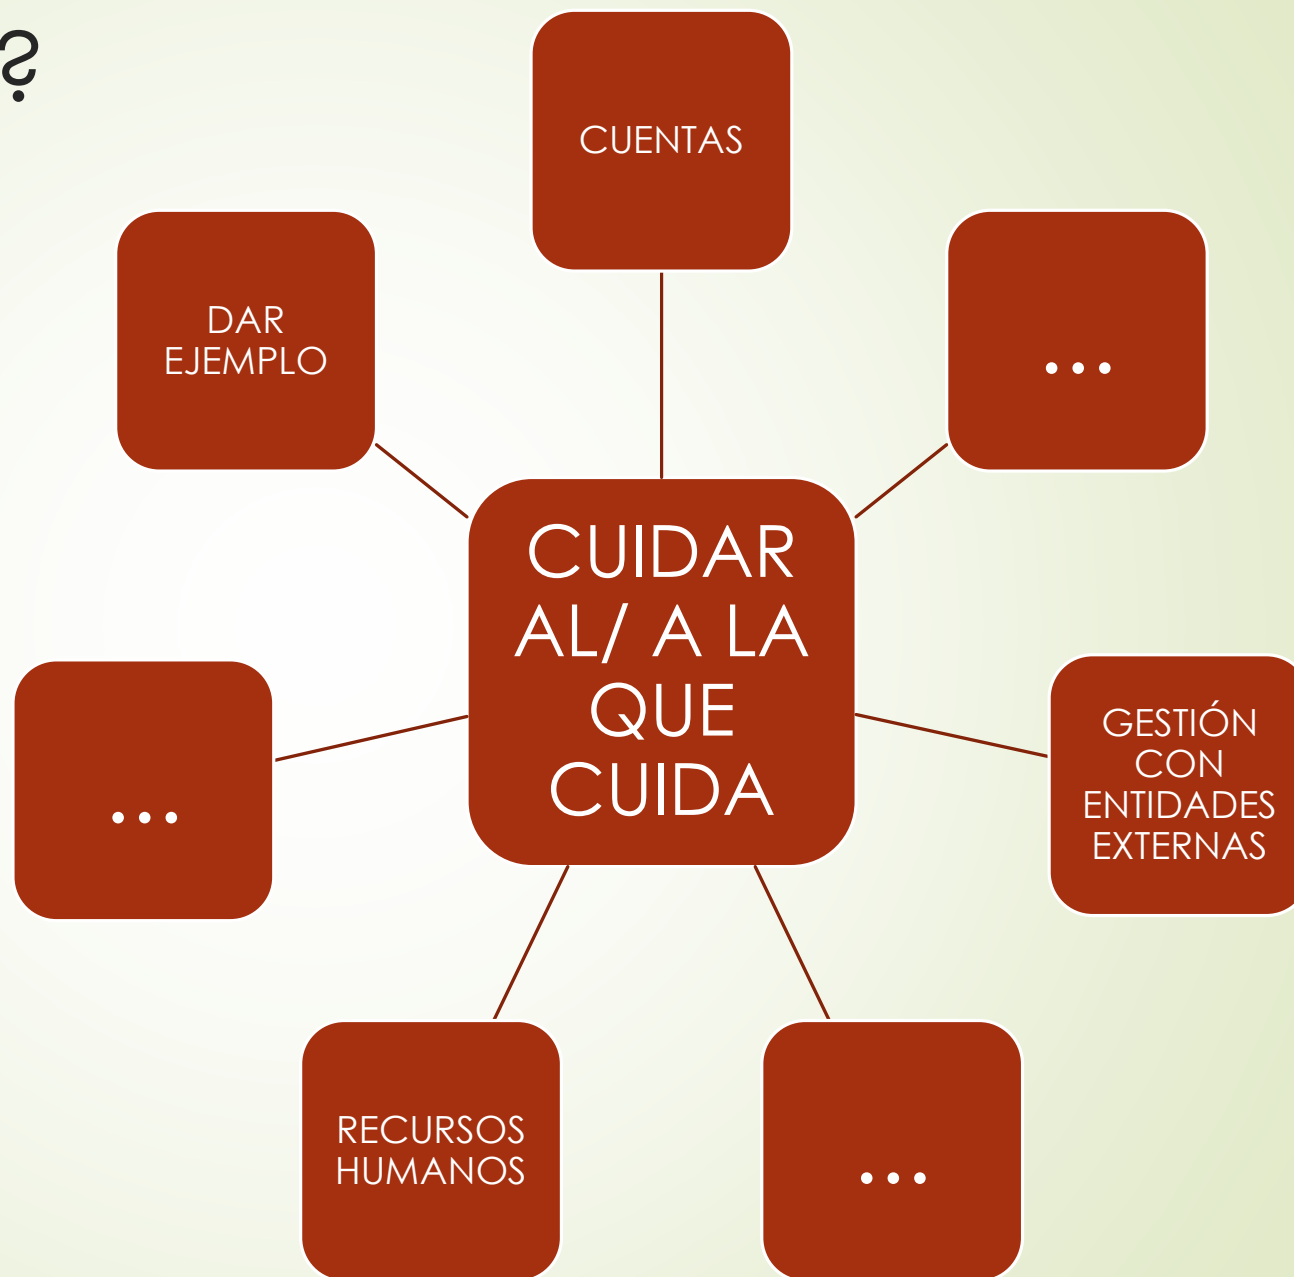 ?
CUENTAS
DAR
EJEMPLO
...
CUIDAR
AL/ A LA
QUE
CUIDA
GESTIÓN
CON
ENTIDADES
EXTERNAS
...
RECURSOS
HUMANOS
...